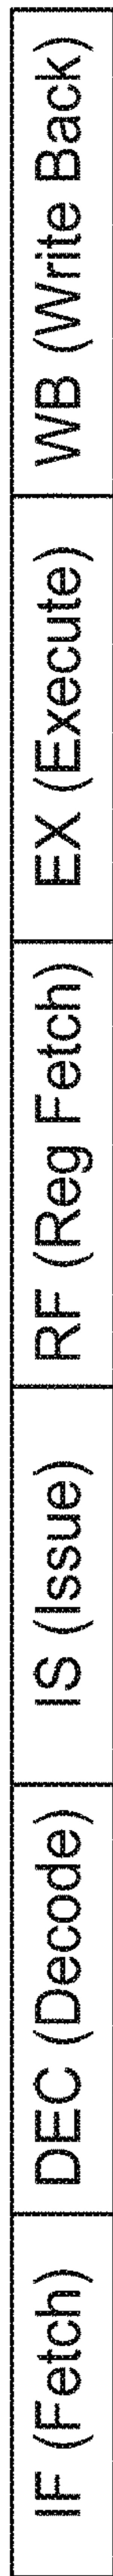 IF (Fetch)
DEC (Decode)
IS (Issue)
RF (Reg Fetch)
EX (Execute)
WB (Write Back)